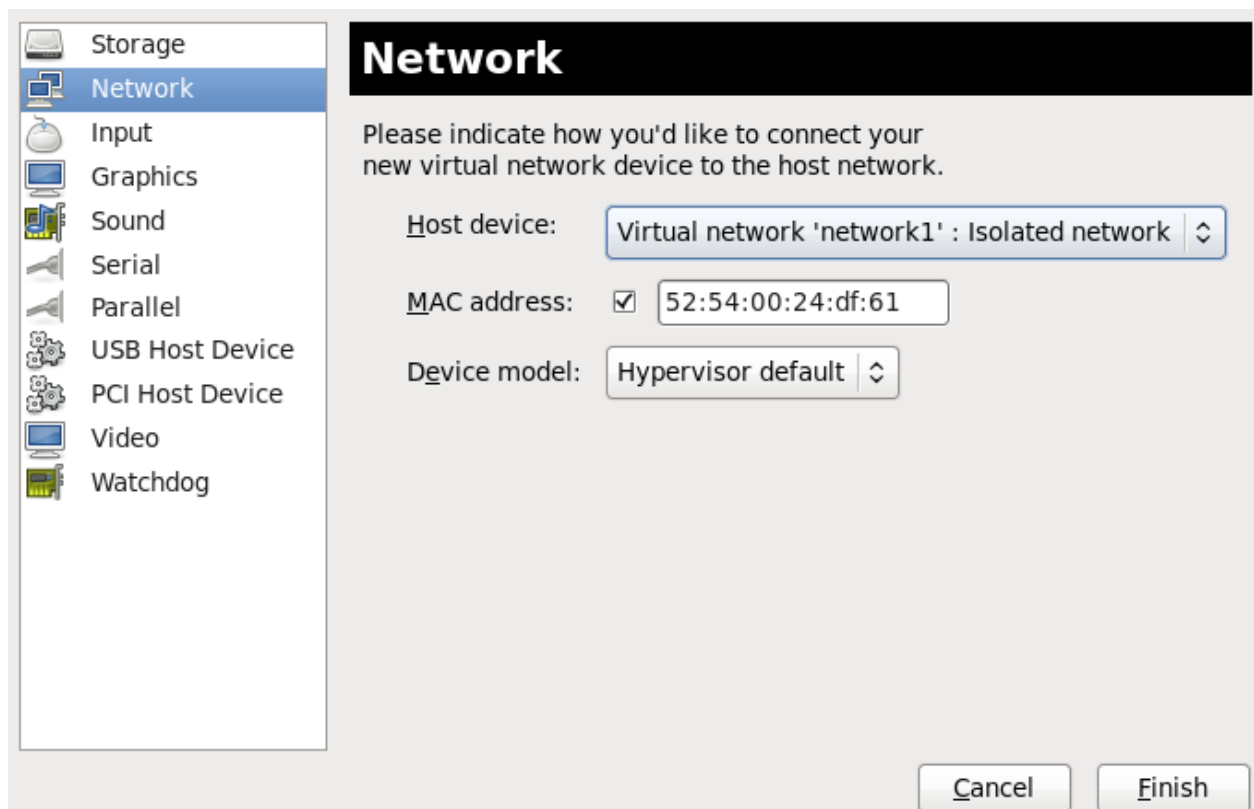 Storage
Network
Input
Graphics
Sound
Serial
Parallel
USB Host Device
PCI Host Device
Video
Watchdog
Network
Please indicate how you'd like to connect your
new virtual network device to the host network.
Host device: Virtual network 'network1' : Isolated network
MAC address: 52:54:00:24:df:61
Device model: Hypervisor default
Cancel Finish